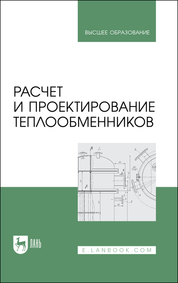 ВЫСШЕЕ ОБРАЗОВАНИЕ
РАСЧЕТ
И ПРОЕКТИРОВАНИЕ
ТЕПЛООБМЕННИКОВ
ЛАНЬ
E.LANBOOK.COM